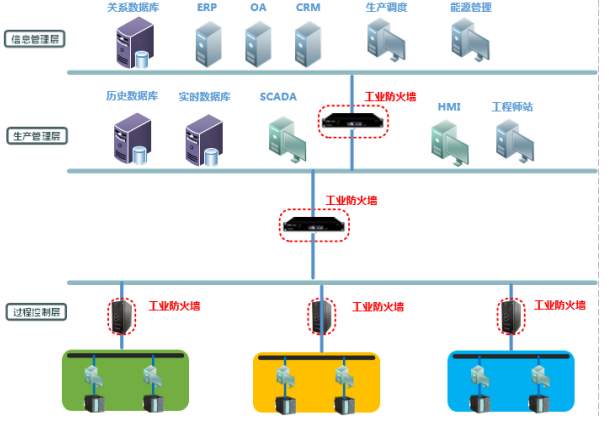 关系数据库 ERP OA CRM 生产调度 能源管理
信息管理层
历史数据库 实时数据库 SCADA 工业防火墙
HMI 工程师站
生产管理层
工业防火墙
工业防火墙 工业防火墙 工业防火墙
过程控制层